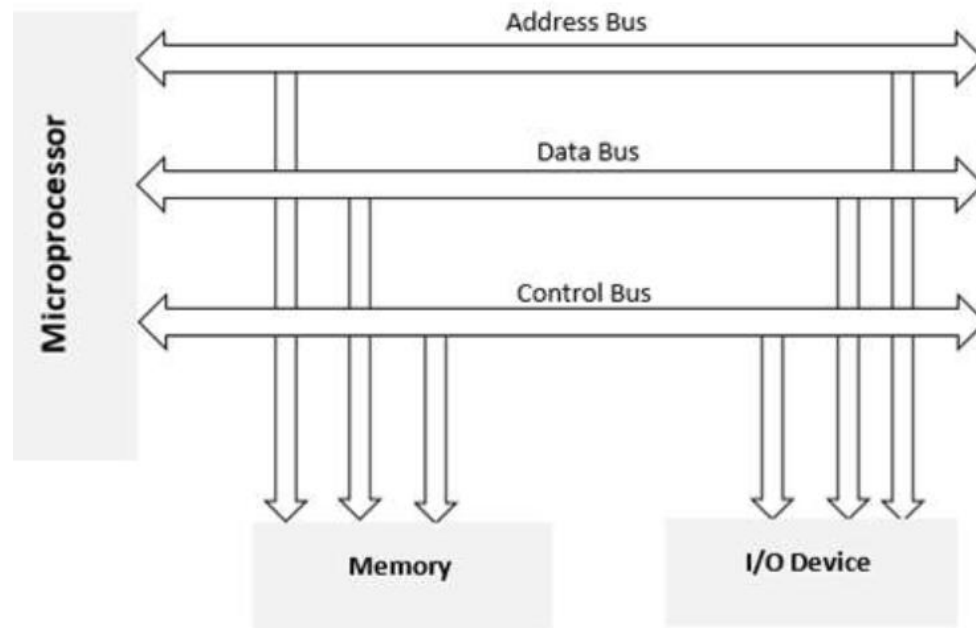 Address Bus
Microprocessor
Data Bus
Control Bus
Memory
I/O Device